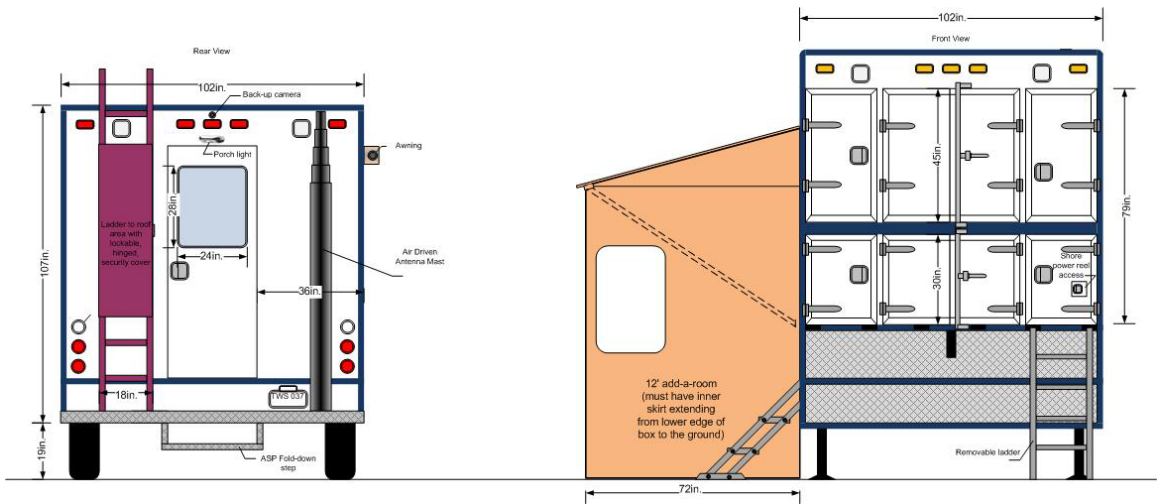 Rear View
102in.
Back-up camera
Porch light
Awning
28in.
24in.
Ladder to roof
area with
lockable,
hinged,
security cover
Air Driven
Antenna Mast
107in.
36in.
18in.
TWS 037
19in.
ASP Fold-down
step
102in.
Front View
45in.
79in.
30in.
Shore
power reel
access
12' add-a-room
(must have inner
skirt extending
from lower edge of
box to the ground)
Removable ladder
72in.